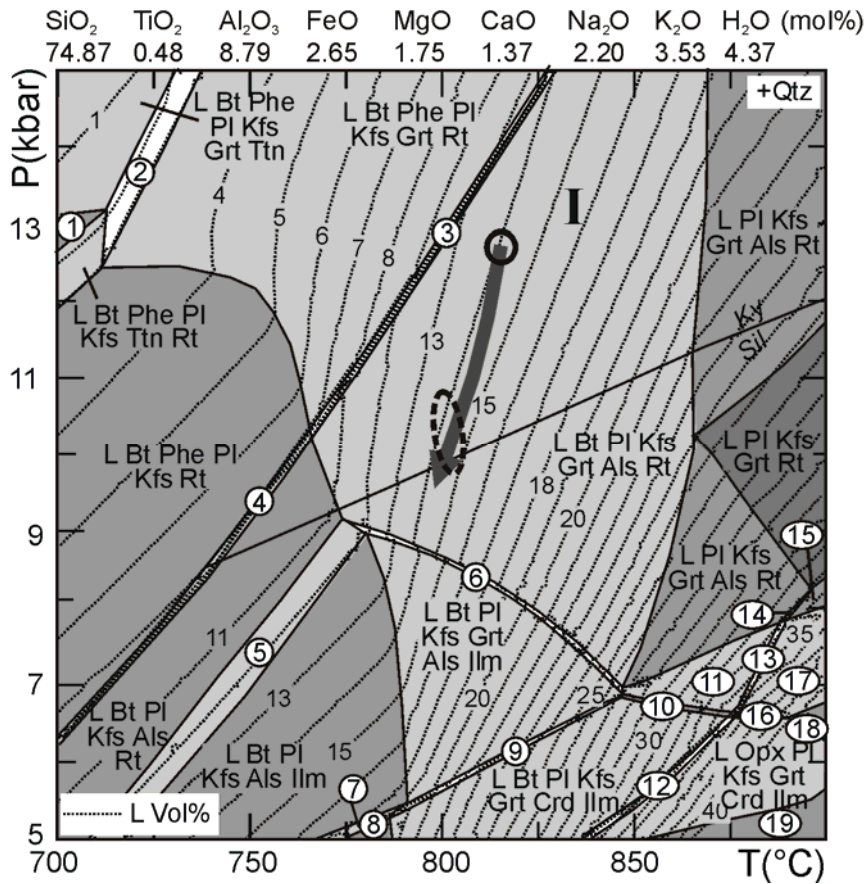 SiO₂ TiO₂ Al₂O₃ FeO MgO CaO Na₂O K₂O H₂O (mol%)
74.87 0.48 8.79 2.65 1.75 1.37 2.20 3.53 4.37
+Qtz
P(kbar)
13
11
9
7
5
1
L Bt Phe
Pl Kfs
Grt Ttn
L Bt Phe Pl
Kfs Grt Rt
2
1
4
5
6
7
8
3
I
L Pl Kfs
Grt Als Rt
L Bt Phe Pl
Kfs Ttn Rt
13
Ky
Sil
15
L Bt Phe Pl
Kfs Rt
L Bt Pl Kfs
Grt Als Rt
L Pl Kfs
Grt Rt
4
18
20
15
6
L Pl Kfs
Grt Als Rt
L Bt Pl
Kfs Grt
Als Ilm
14
11
5
35
13
11
17
L Bt Pl
Kfs Als
Rt
13
20
25
10
16
18
L Bt Pl
Kfs Als Ilm
15
9
30
L Bt Pl Kfs
Grt Crd Ilm
L Opx Pl
Kfs Grt
Crd Ilm
7
12
40
8
19
L Vol%
700 750 800 850 T(°C)